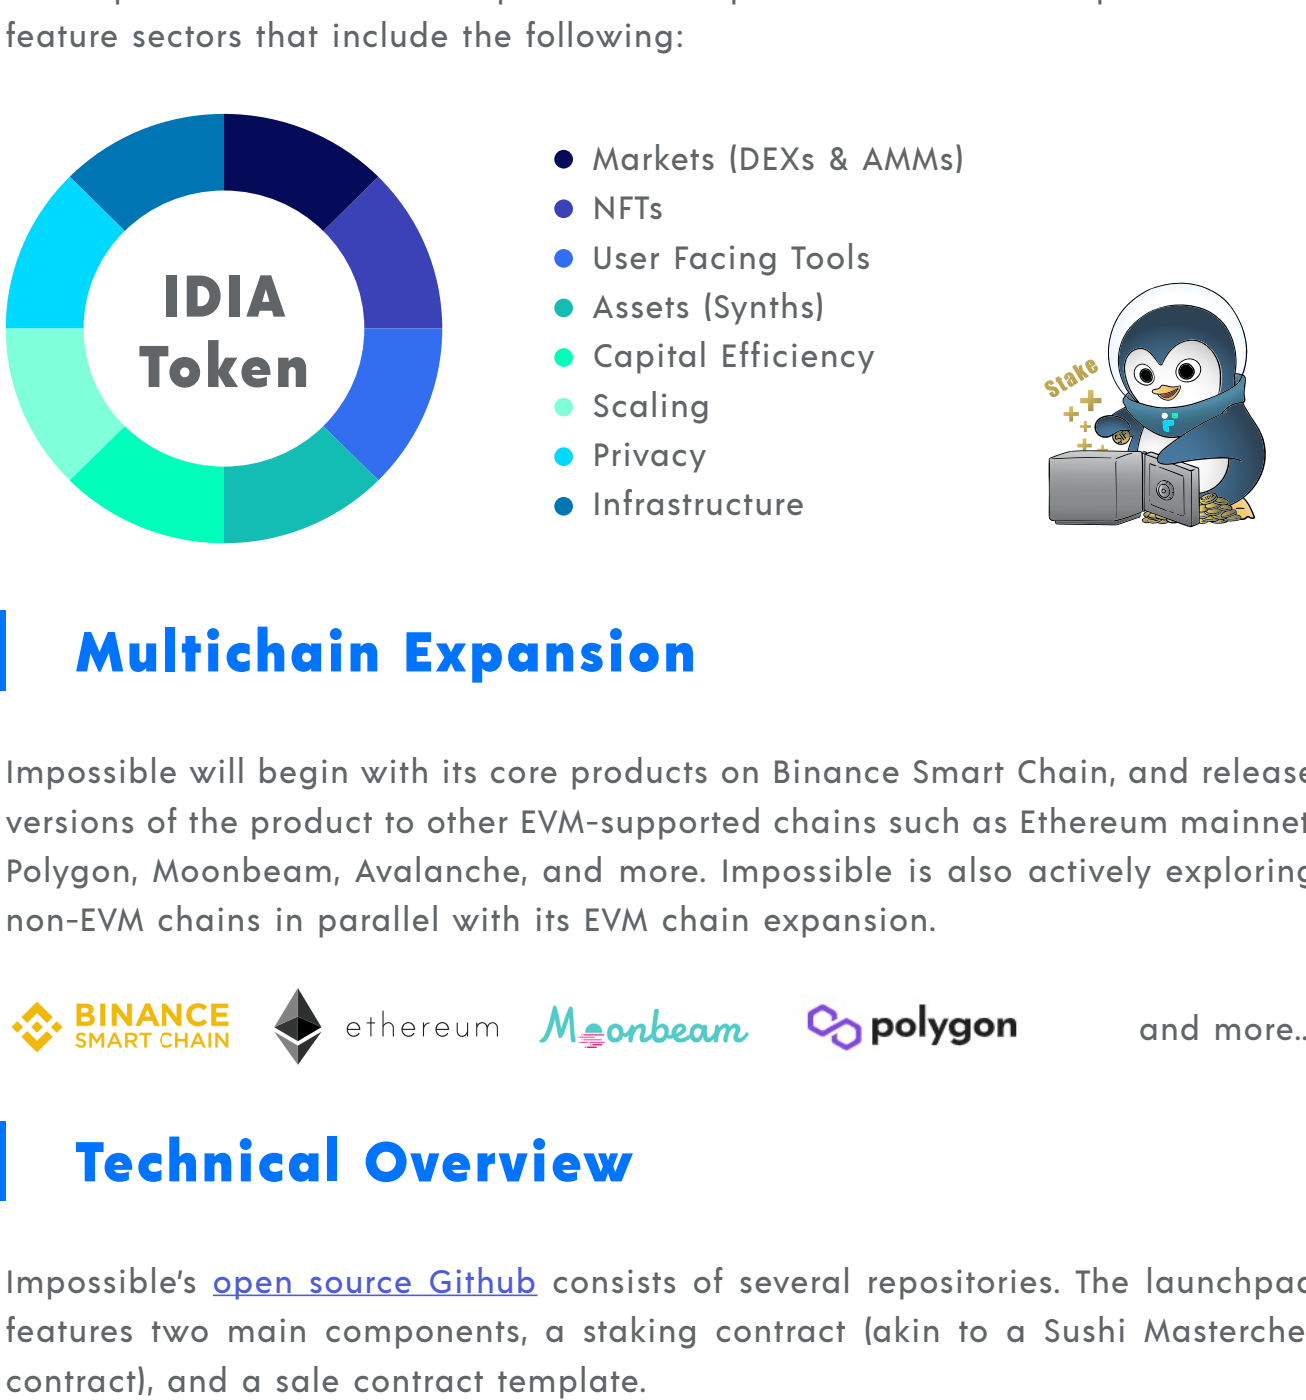 feature sectors that include the following:
IDIA
Token
Markets (DEXs & AMMs)
NFTs
User Facing Tools
Assets (Synths)
Capital Efficiency
Scaling
Privacy
Infrastructure
Stake
Multichain Expansion
Impossible will begin with its core products on Binance Smart Chain, and release
versions of the product to other EVM-supported chains such as Ethereum mainnet
Polygon, Moonbeam, Avalanche, and more. Impossible is also actively exploring
non-EVM chains in parallel with its EVM chain expansion.
BINANCE
SMART CHAIN
ethereum
Moonbeam
polygon
and more..
Technical Overview
Impossible's open source Github consists of several repositories. The launchpad
features two main components, a staking contract (akin to a Sushi Masterche
contract), and a sale contract template.